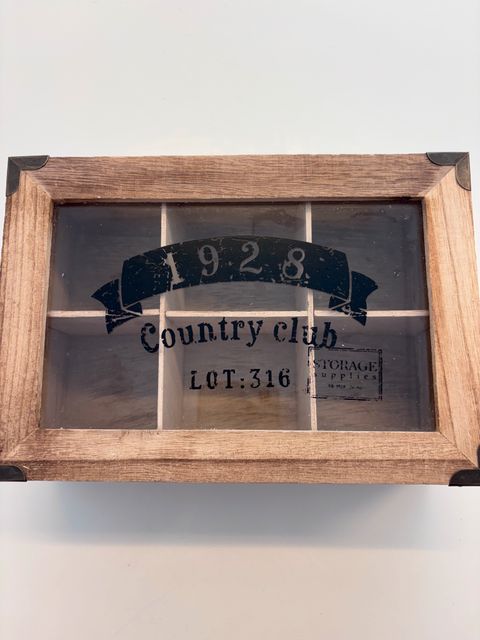 1928
Country club
LOT:316
STORAGE
supplies